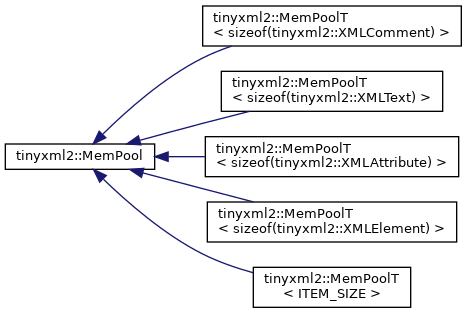 tinyxml2::MemPoolT
< sizeof(tinyxml2::XMLComment) >
tinyxml2::MemPoolT
< sizeof(tinyxml2::XMLText) >
tinyxml2::MemPool
tinyxml2::MemPoolT
< sizeof(tinyxml2::XMLAttribute) >
tinyxml2::MemPoolT
< sizeof(tinyxml2::XMLElement) >
tinyxml2::MemPoolT
< ITEM_SIZE >